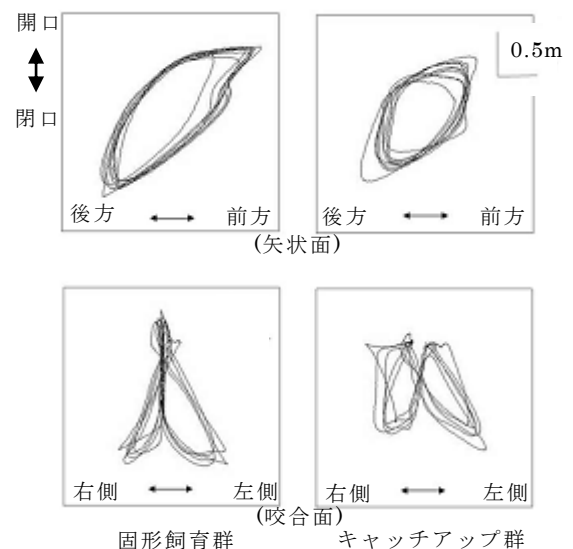 開口
閉口
0.5m
後方 前方
後方 前方
(矢状面)
右側 左側
右側 左側
(咬合面)
固形飼育群
キャッチアップ群